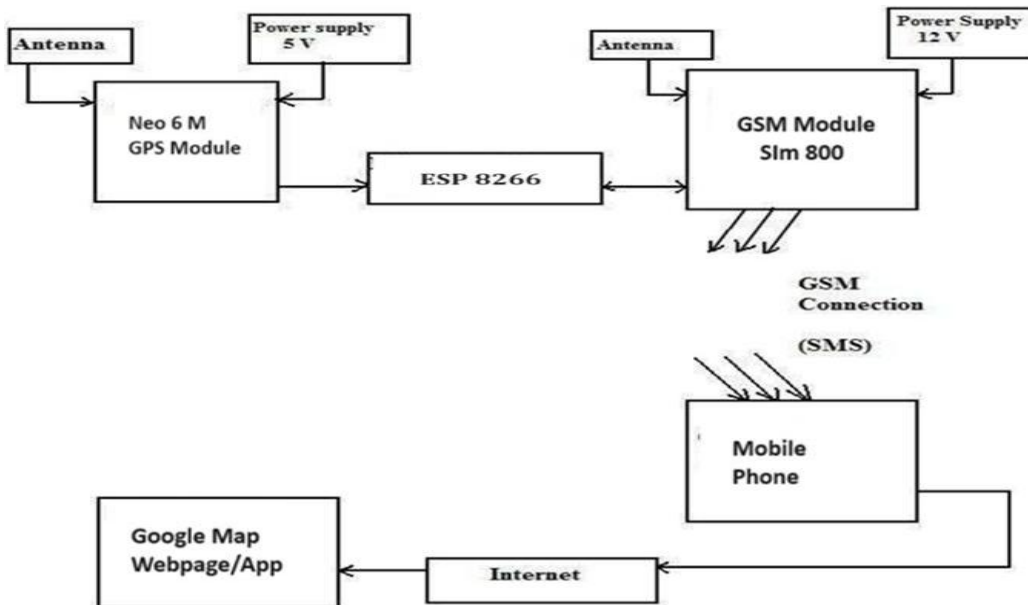 Antenna
Power supply
5 V
Antenna
Power Supply
12 V
Neo 6 M
GPS Module
ESP 8266
GSM Module
SIm 800
GSM
Connection
(SMS)
Mobile
Phone
Google Map
Webpage/App
Internet